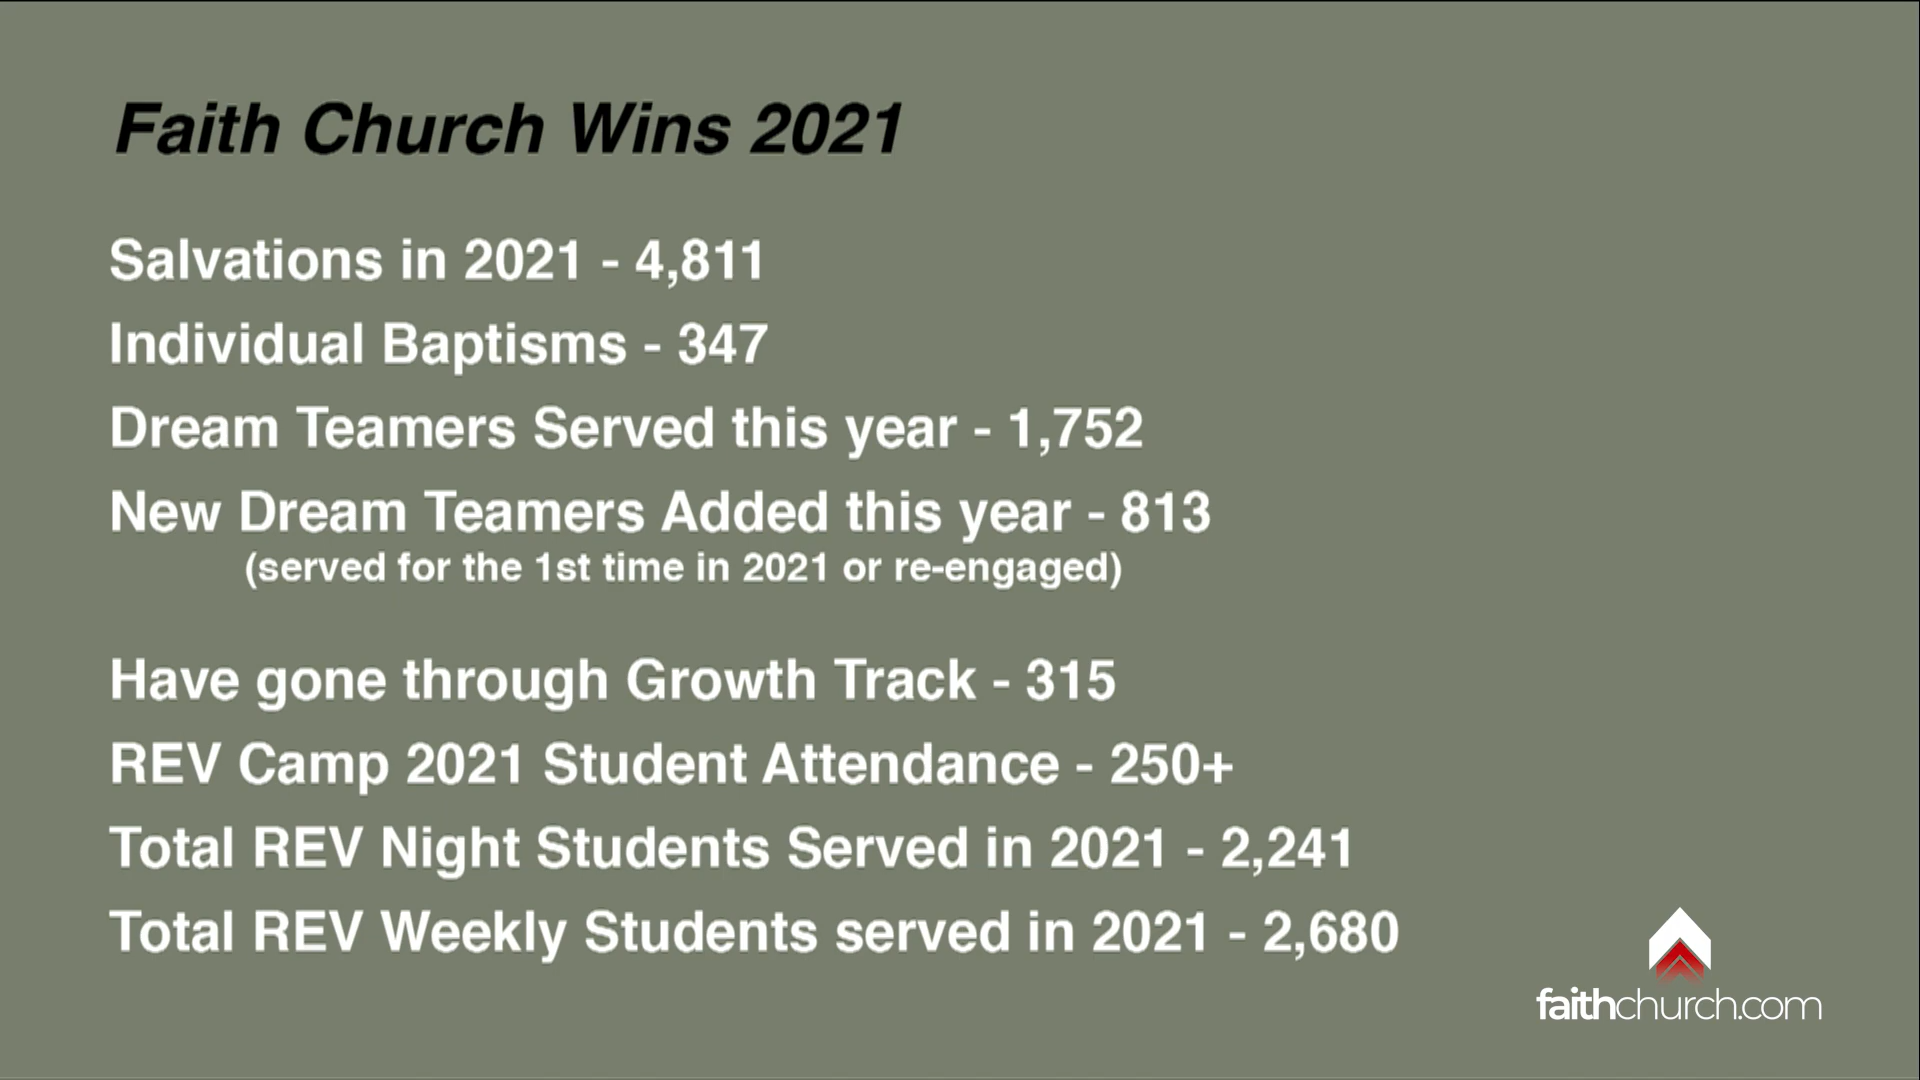 Faith Church Wins 2021
Salvations in 2021 - 4,811
Individual Baptisms - 347
Dream Teamers Served this year - 1,752
New Dream Teamers Added this year - 813
(served for the 1st time in 2021 or re-engaged)
Have gone through Growth Track - 315
REV Camp 2021 Student Attendance - 250+
Total REV Night Students Served in 2021 - 2,241
Total REV Weekly Students served in 2021 - 2,680
faithchurch.com